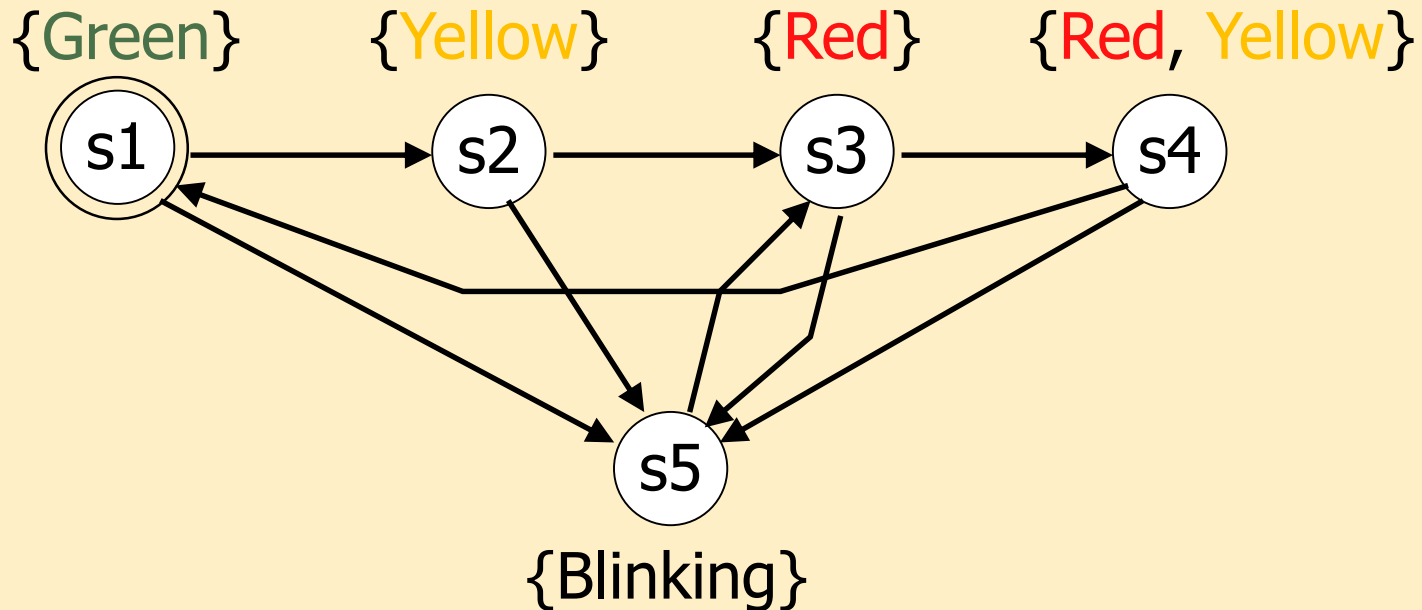 {Green} {Yellow} {Red} {Red, Yellow}
s1 s2 s3 s4
s5
{Blinking}